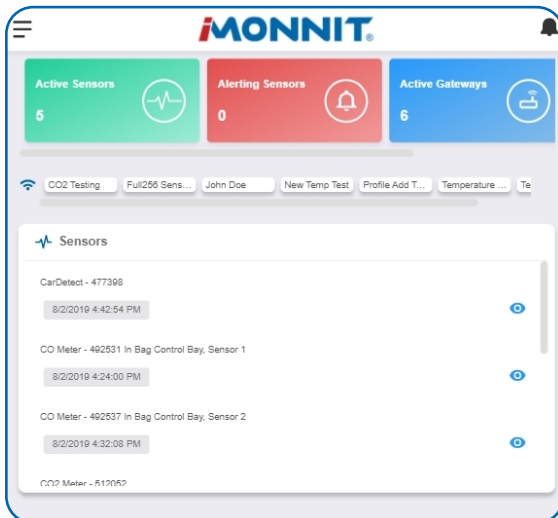 iMONNIT®
Active Sensors
5
Alerting Sensors
0
Active Gateways
6
CO2 Testing Full256 Sens... John Doe New Temp Test Profile Add T... Temperature ... Te
Sensors
CarDetect - 477398
8/2/2019 4:42:54 PM
CO Meter - 492531 In Bag Control Bay, Sensor 1
8/2/2019 4:24:00 PM
CO Meter - 492537 In Bag Control Bay, Sensor 2
8/2/2019 4:32:08 PM
CO2 Meter - 512052